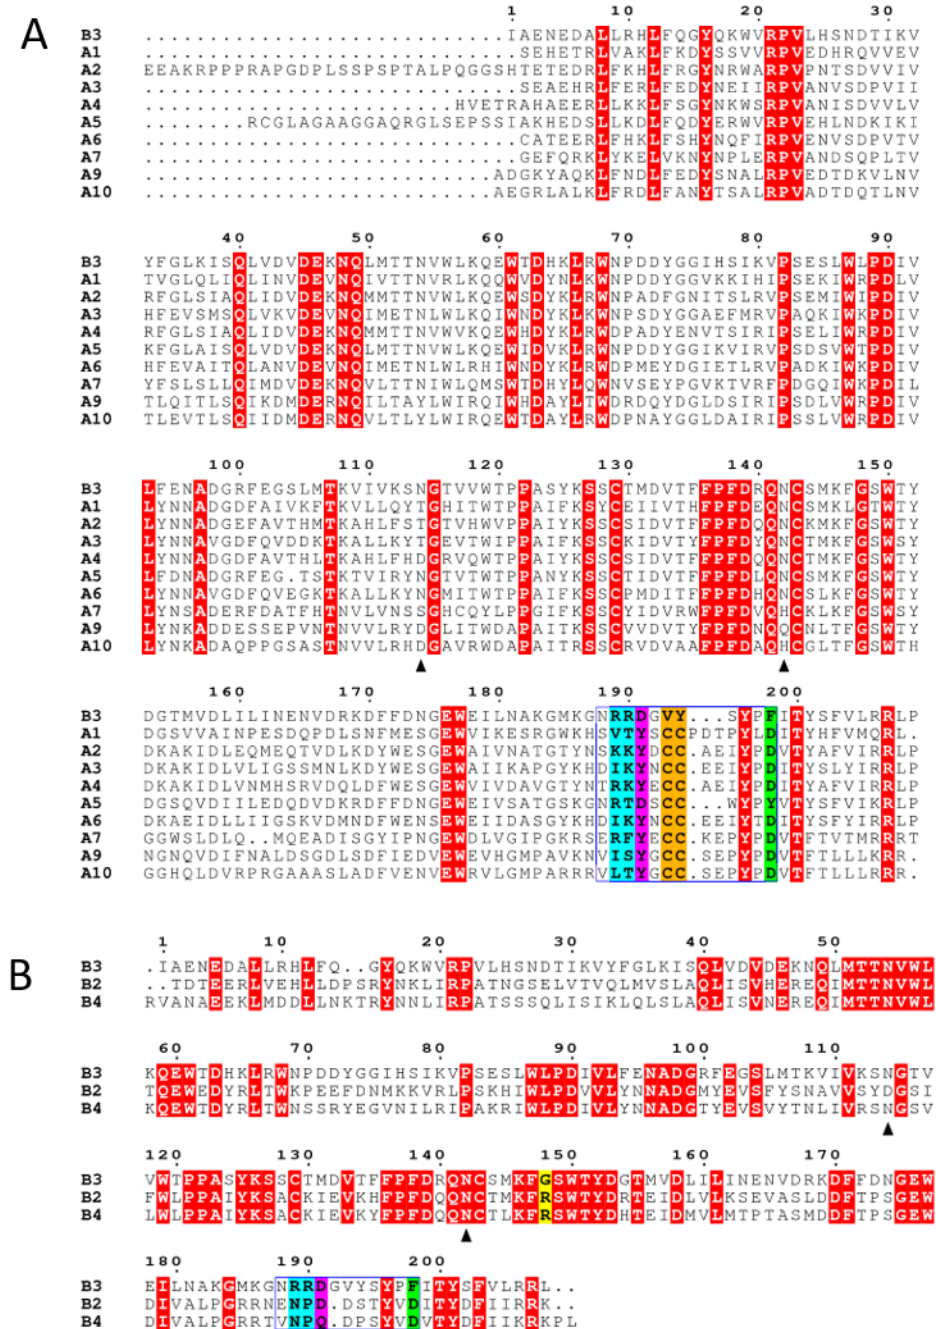 A
1 10 20 30
B3 ...............................IAENEDALLRHLFQGYQKWVRPVLHSNDTIKV
A1 ................................SEHETRLVAKLFKDYSSVVRPVEDHRQVVEV
A2 EEAKRPPPRAPGDPLSSPSPTALPQGGSHTETEDRLFKHLFRGYNRWARPVPNTSDVVIV
A3 ................................SEAEHRLFERLFEDYNEIIRPVANVSDPVII
A4 ...........................HVETRAHAEERLLKKLFSGYNKWSRPVANISDVVLV
A5 ........RCGLAGAAGGAQRGLSEPSSIAKHEDSLLKDLFQDYERWVRPVEHLNDKIKI
A6 ................................CATEERLFHKLFSHYNQFIRPVENVSDPVTV
A7 ................................GEFQRKLYKELVKNYNPLERPVANDSQPLTV
A9 ..............................ADGKYAQKLFNDLFEDYSNALRPVEDTDKVLNV
A10 ..............................AEGRLALKLFRDLFANYTSALRPVADTDQTLNV
40 50 60 70 80 90
B3 YFGLKISQLVDVDEKNQLMTTNVWLKQEWTDHKLRWNPDDYGGIHSIKVPSESLWLPDIV
A1 TVGLQLIQLINVDEVNQIVTTNVRLKQQWVDYNLKWNPDDYGGVKKIHIPSEKIWRPDLV
A2 RFGLSIAQLIDVDEKNQMMTTNVWLKQEWSDYKLRWNPADFGNITSLRVPSEMIWIPDIV
A3 HFEVSMSQLVKVDEVNQIMETNLWLKQIWNDYKLKWNPSDYGGAEFMRVPAQKIWKPDIV
A4 RFGLSIAQLIDVDEKNQMMTTNVWVKQEWHDYKLRWDPADYENVTSIRIPSELIWRPDIV
A5 KFGLAISQLVDVDEKNQLMTTNVWLKQEWIDVKLRWNPDDYGGIKVIRVPSDSVWTPDIV
A6 HFEVAITQLANVDEVNQIMETNLWLRHIWNDYKLRWDPMEYDGIETLRVPADKIWKPDIV
A7 YFSLSLLQIMDVDEKNQVLTTNIWLQMSWTDHYLQWNVSEYPGVKTVRFPDGQIWKPDIL
A9 TLQITLSQIKDMDERNQILTAYLWIRQIWHDAYLTWDRDQYDGLDSIRIPSDLVWRPDIV
A10 TLEVTLSQIIDMDERNQVLTLYLWIRQEWTDAYLRWDPNAYGGLDAIRIPSSLVWRPDIV
100 110 120 130 140 150
B3 LFENADGRFEGSLMTKVIVKSNGTVVWTPPASYKSSCTMDVTFFPFDRQNCSMKFGSWTY
A1 LYNNADGDFAIVKFTKVLLQYTGHITWTPPAIFKSYCEIIVTHFPFDEQNCSMKLGTWTY
A2 LYNNADGEFAVTHMTKAHLFSTGTVHWVPPAIYKSSCSIDVTFFPFDQQNCKMKFGSWTY
A3 LYNNAVGDFQVDDKTKALLKYTGEVTWIPPAIFKSSCKIDVTYFPFDYQNCTMKFGSWSY
A4 LYNNADGDFAVTHLTKAHLFHDGRVQWTPPAIYKSSCSIDVTFFPFDQQNCTMKFGSWTY
A5 LFDNADGRFEG.TSTKTVIRYNGTVTWTPPANYKSSCTIDVTFFPFDLQNCSMKFGSWTY
A6 LYNNAVGDFQVEGKTKALLKYNGMITWTPPAIFKSSCPMDITFFPFDHQNCSMKFGSWTY
A7 LYNSADERFDATFHTNVLVNSSGHCQYLPPGIFKSSCYIDVRWFPFDVQHCKLKFGSWSY
A9 LYNKADDESSEPVNTNVVLRYDGLITWDAPAITKSSCVVDVTYFPFDNQQCNLTFGSWTY
A10 LYNKADAQPPGSASTNVVLRHDGAVRWDAPAITRSSCRVDVAAFPFDAQHCGLTFGSWTH
▲ ▲
160 170 180 190 200
B3 DGTMVDLILINENVDRKDFFDNGEWEILNAKGMKGNRRDGVY...SYPFITYSFVLRRLP
A1 DGSVVAINPESDQPDLSNFMESGEWVIKESRGWKHSVTYSCCPDTPYLDITYHFVMQRL.
A2 DKAKIDLEQMEQTVDLKDYWESGEWAIVNATGTYNSKKYDCC.AEIYPDVTYAFVIRRLP
A3 DKAKIDLVLIGSSMNLKDYWESGEWAIIKAPGYKHDIKYNCC.EEIYPDITYSLYIRRLP
A4 DKAKIDLVNMHSRVDQLDFWESGEWVIVDAVGTYNTRKYECC.AEIYPDITYAFVIRRLP
A5 DGSQVDIILEDQDVDKRDFFDNGEWEIVSATGSKGNRTDSCC...WYPYVTYSFVIKRLP
A6 DKAEIDLLIIGSKVDMNDFWENSEWEIIDASGYKHDIKYNCC.EEIYTDITYSFYIRRLP
A7 GGWSLDLQ..MQEADISGYIPNGEWDLVGIPGKRSERFYECC.KEPYPDVTFTVTMRRRT
A9 NGNQVDIFNALDSGDLSDFIEDVEWEVHGMPAVKNVISYGCC.SEPYPDVTFTLLLKRR.
A10 GGHQLDVRPRGAAASLADFVENVEWRVLGMPARRRVLTYGCC.SEPYPDVTFTLLLRRR.
B
1 10 20 30 40 50
B3 .IAENEDALLRHLFQ..GYQKWVRPVLHSNDTIKVYFGLKISQLVDVDEKNQLMTTNVWL
B2 ..TDTEERLVEHLLDPSRYNKLIRPATNGSELVTVQLMVSLAQLISVHEREQIMTTNVWL
B4 RVANAEEKLMDDLLNKTRYNNLIRPATSSSQLISIKLQLSLAQLISVNEREQIMTTNVWL
60 70 80 90 100 110
B3 KQEWTDHKLRWNPDDYGGIHSIKVPSESLWLPDIVLFENADGRFEGSLMTKVIVKSNGTV
B2 TQEWEDYRLTWKPEEFDNMKKVRLPSKHIWLPDIVLYNNADGMYEVSFYSNAVVSYDGSI
B4 KQEWTDYRLTWNSSRYEGVNILRIPAKRIWLPDIVLYNNADGTYEVSVYTNLIVRSNGSV
▲
120 130 140 150 160 170
B3 VWTPPASYKSSCTMDVTFFPFDRQNCSMKFGSWTYDGTMVDLILINENVDRKDFFDNGEW
B2 FWLPPAIYKSACKIEVKHFPFDQQNCTMKFRSWTYDRTEIDLVLKSEVASLDDFTPSGEW
B4 LWLPPAIYKSACKIEVKYFPFDQQNCTLKFRSWTYDHTEIDMVLMTPTASMDDFTPSGEW
▲
180 190 200
B3 EILNAKGMKGNRRDGVYSYPFITYSFVLRRL..
B2 DIVALPGRRNENPD.DSTYVDITYDFIIRRK..
B4 DIVALPGRRTVNPQ.DPSYVDVTYDFIIKRKPL